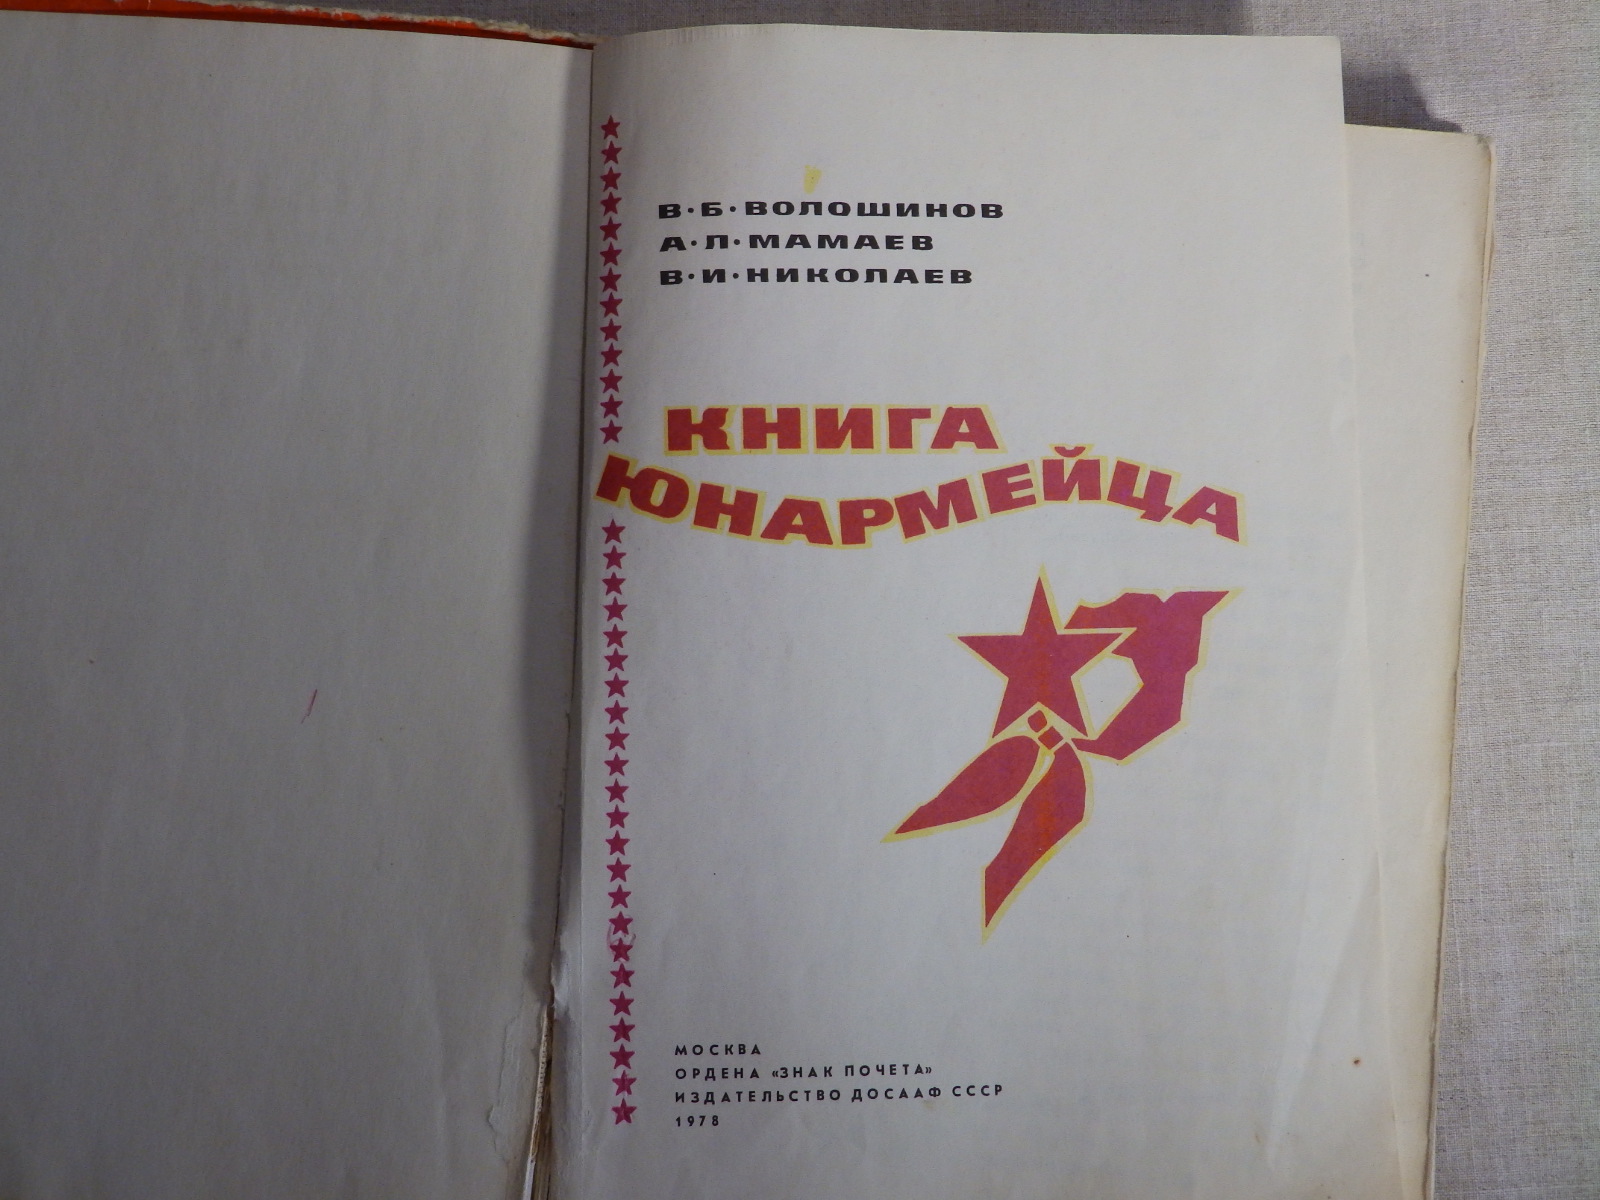 В·Б·ВОЛОШИНОВ
А·Л·МАМАЕВ
В·И·НИКОЛАЕВ
КНИГА
ЮНАРМЕЙЦА
МОСКВА
ОРДЕНА «ЗНАК ПОЧЕТА»
ИЗДАТЕЛЬСТВО ДОСААФ СССР
1978